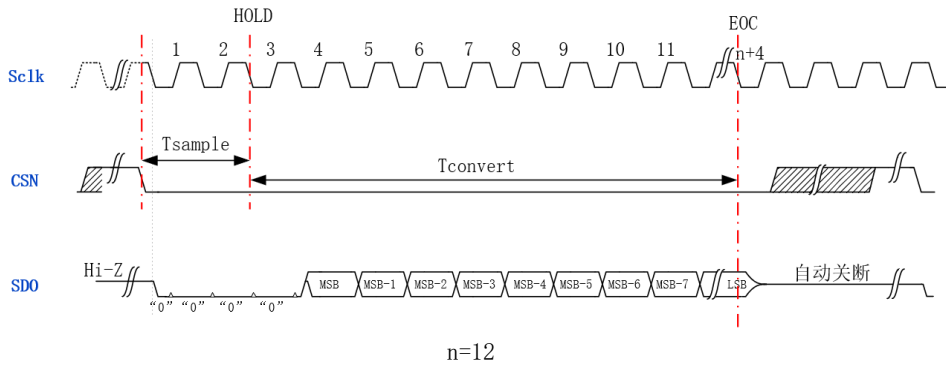 HOLD
EOC
1 2 3 4 5 6 7 8 9 10 11 n+4
Sclk
Tsample
Tconvert
CSN
Hi-Z
自动关断
SDO
MSB MSB-1 MSB-2 MSB-3 MSB-4 MSB-5 MSB-6 MSB-7 LSB
“0” “0” “0” “0”
n=12